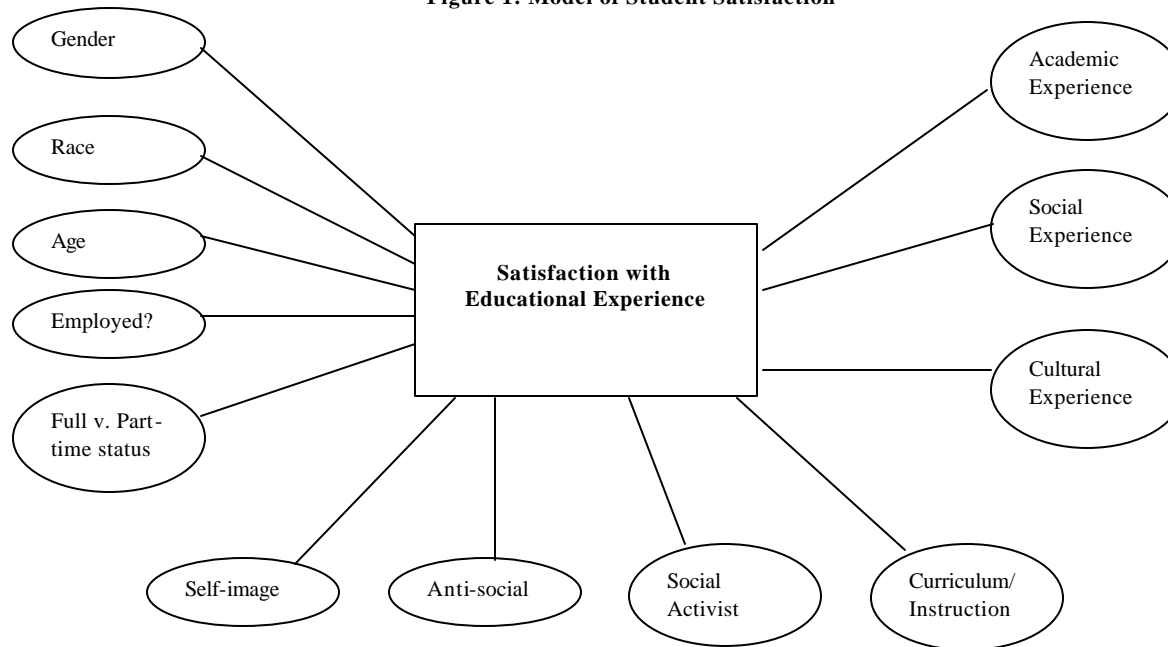 Figure 1: Model of Student Satisfaction
Gender
Race
Age
Employed?
Full v. Part-
time status
Satisfaction with
Educational Experience
Academic
Experience
Social
Experience
Cultural
Experience
Self-image
Anti-social
Social
Activist
Curriculum/
Instruction